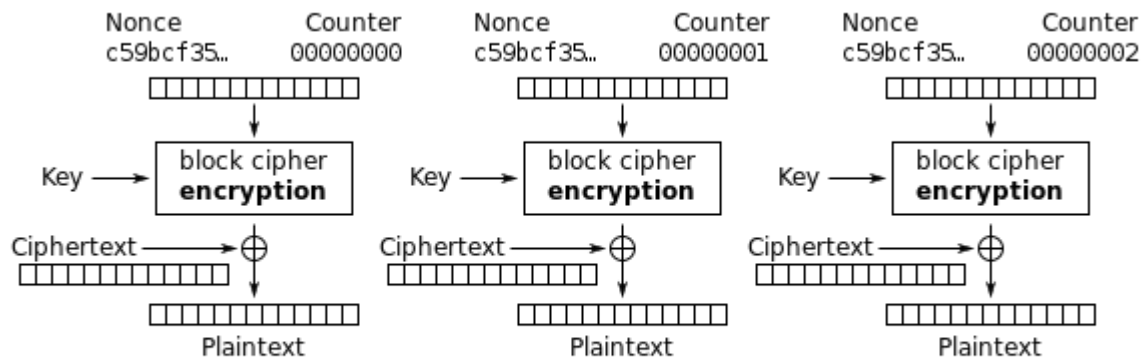 Nonce Counter Nonce Counter Nonce Counter
c59bcf35… 00000000 c59bcf35… 00000001 c59bcf35… 00000002
block cipher block cipher block cipher
Key Key Key
encryption encryption encryption
Ciphertext Ciphertext Ciphertext
Plaintext Plaintext Plaintext